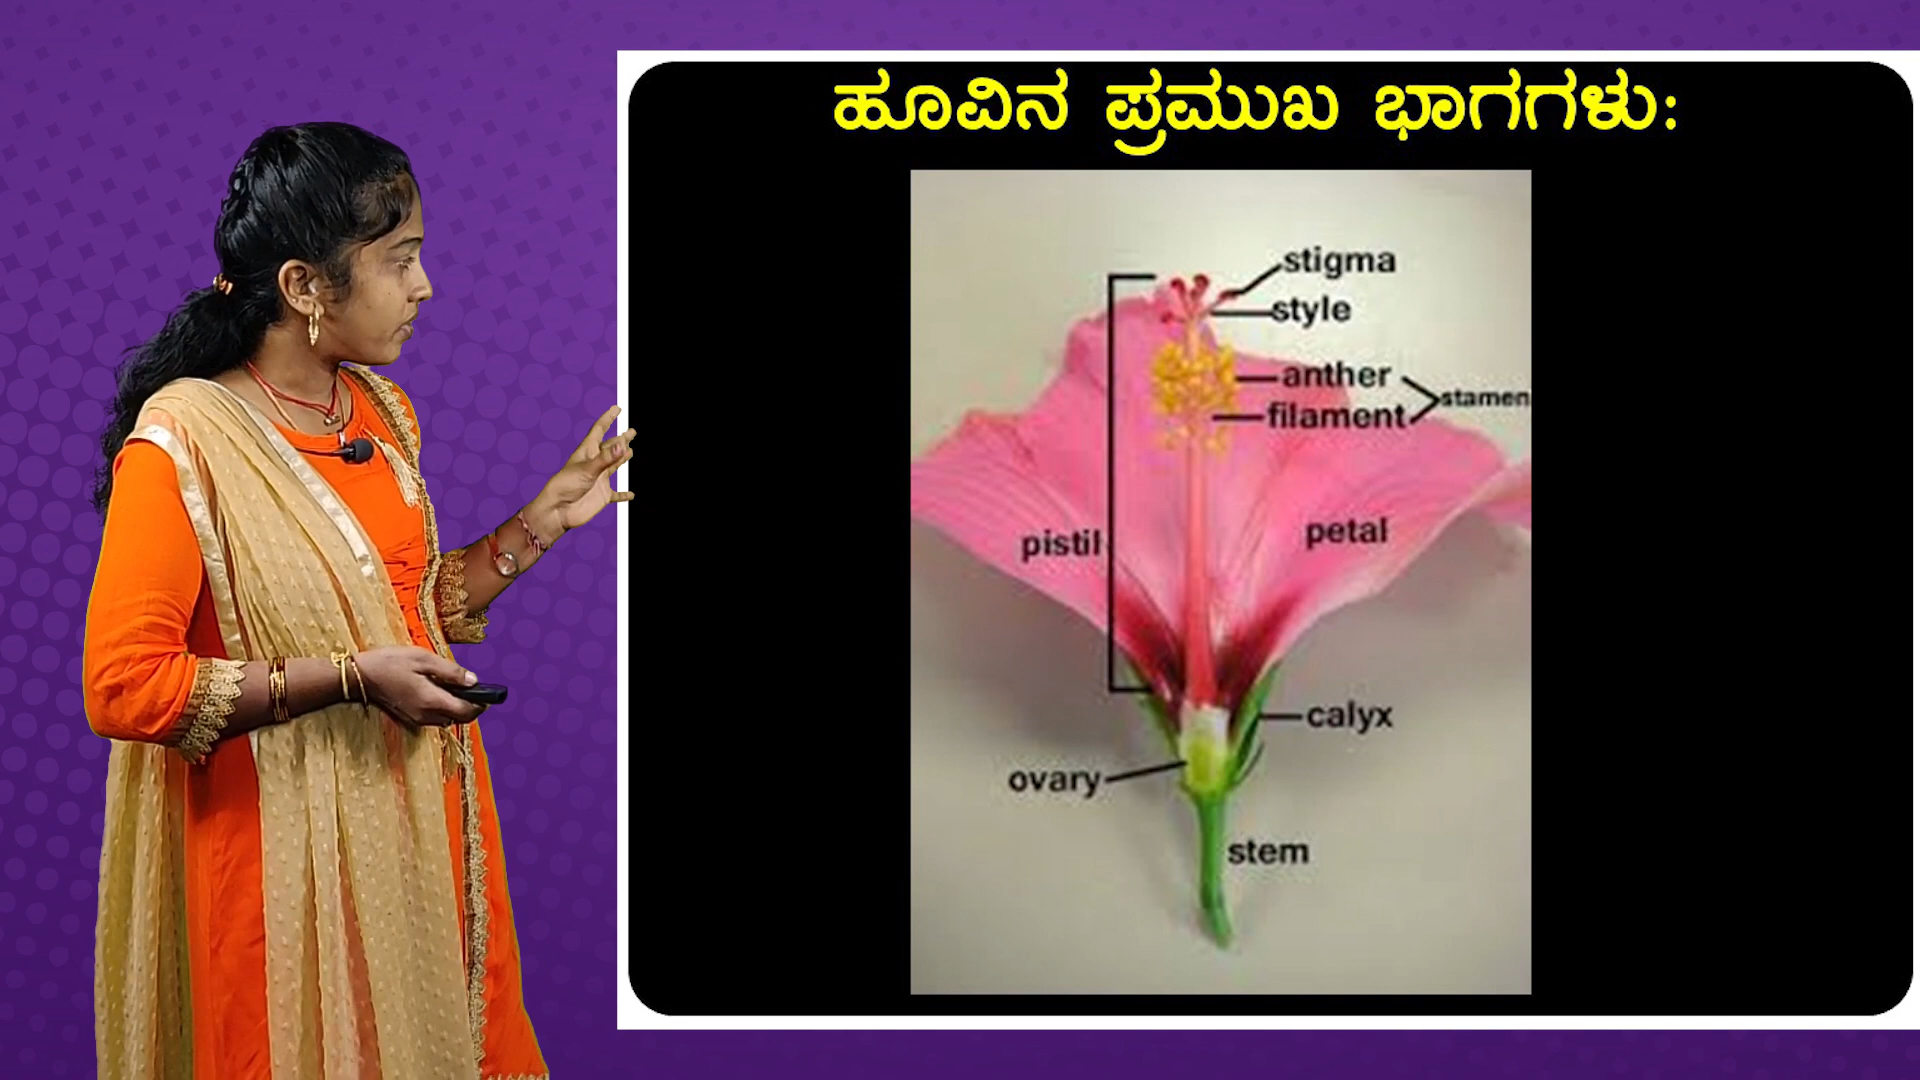 ಹೂವಿನ ಪ್ರಮುಖ ಭಾಗಗಳು:
stigma
style
anther
stamen
filament
pistil
petal
calyx
ovary
stem